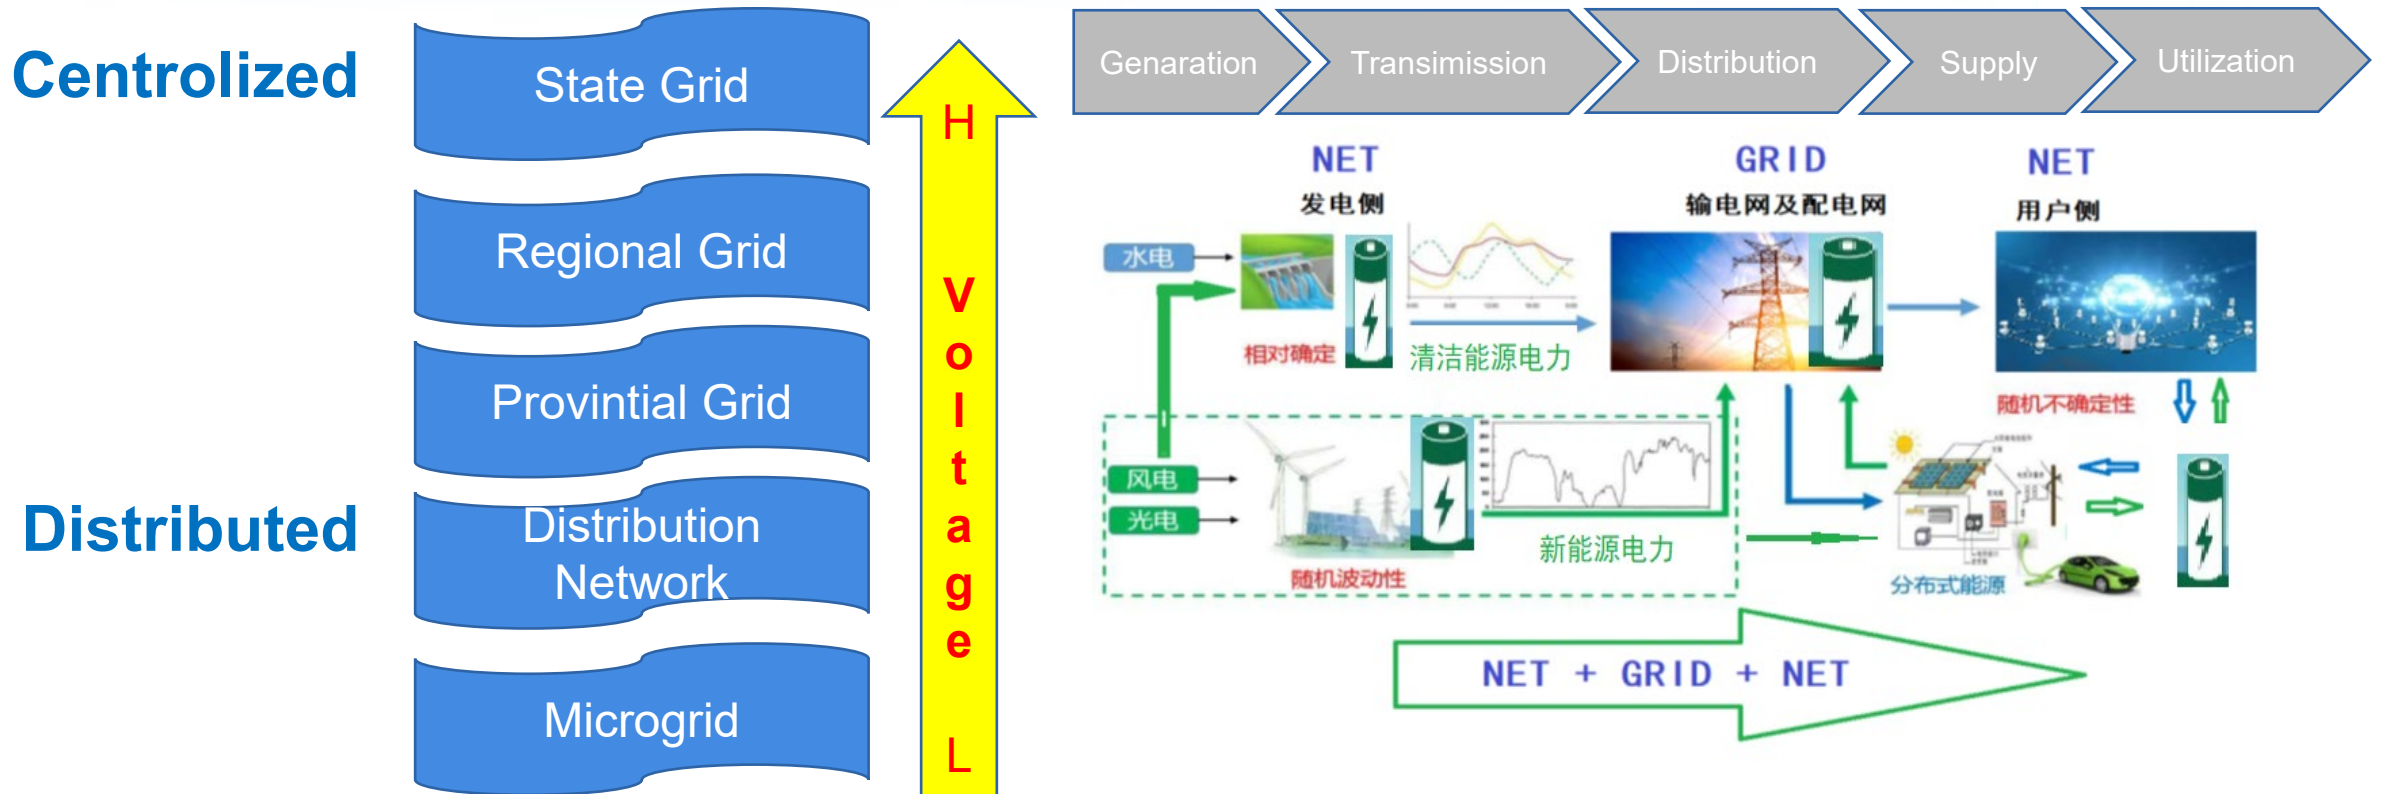 Centrolized
Distributed
State Grid
Regional Grid
Provintial Grid
Distribution
Network
Microgrid
H
Voltage
L
Genaration
Transimission
Distribution
Supply
Utilization
NET
GRID
NET
发电侧
输电网及配电网
用户侧
水电
相对确定
清洁能源电力
随机不确定性
风电
光电
随机波动性
新能源电力
分布式能源
NET + GRID + NET